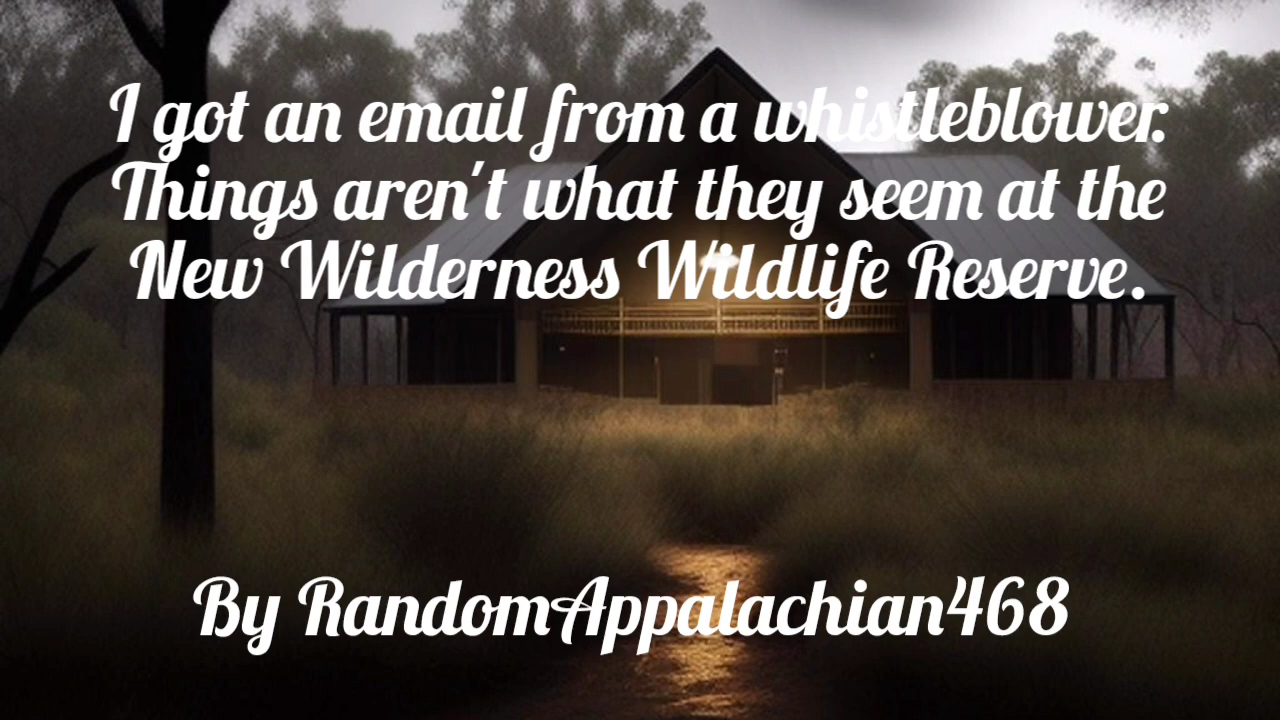 I got an email from a whistleblower.
Things aren't what they seem at the
New Wilderness Wildlife Reserve.
By RandomAppalachian468